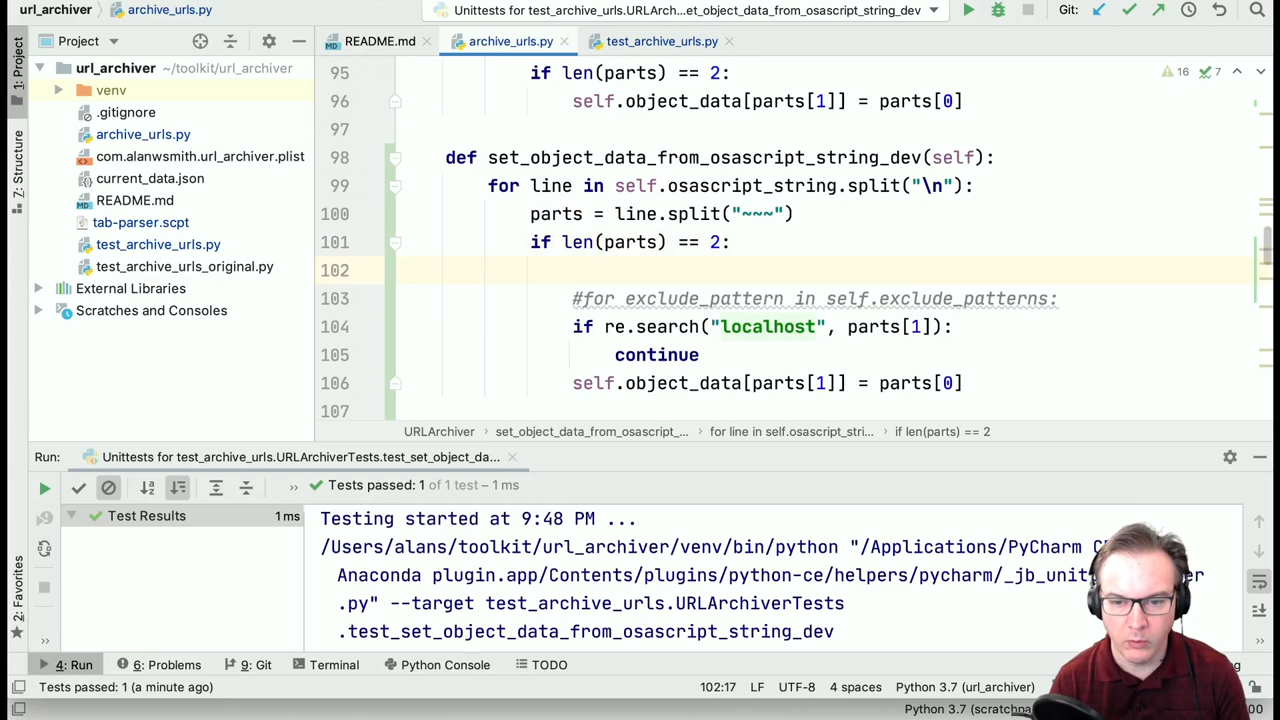 url_archiver
archive_urls.py
Unittests for test_archive_urls.URLArch...et_object_data_from_osascript_string_dev
Git:
1: Project
7: Structure
2: Favorites
Project
README.md
archive_urls.py
test_archive_urls.py
url_archiver ~/toolkit/url_archiver
venv
.gitignore
archive_urls.py
com.alanwsmith.url_archiver.plist
current_data.json
README.md
tab-parser.scpt
test_archive_urls.py
test_archive_urls_original.py
External Libraries
Scratches and Consoles
16 7
95 if len(parts) == 2:
96 self.object_data[parts[1]] = parts[0]
97
98 def set_object_data_from_osascript_string_dev(self):
99 for line in self.osascript_string.split("\n"):
100 parts = line.split("~~~")
101 if len(parts) == 2:
102
103 #for exclude_pattern in self.exclude_patterns:
104 if re.search("localhost", parts[1]):
105 continue
106 self.object_data[parts[1]] = parts[0]
107
URLArchiver set_object_data_from_osascript_... for line in self.osascript_stri... if len(parts) == 2
Run: Unittests for test_archive_urls.URLArchiverTests.test_set_object_da...
Tests passed: 1 of 1 test – 1 ms
Test Results 1 ms
Testing started at 9:48 PM ...
/Users/alans/toolkit/url_archiver/venv/bin/python "/Applications/PyCharm
Anaconda plugin.app/Contents/plugins/python-ce/helpers/pycharm/_jb_unit
.py" --target test_archive_urls.URLArchiverTests
.test_set_object_data_from_osascript_string_dev
4: Run
6: Problems
9: Git
Terminal
Python Console
TODO
Tests passed: 1 (a minute ago)
102:17 LF UTF-8 4 spaces Python 3.7 (url_archiver)